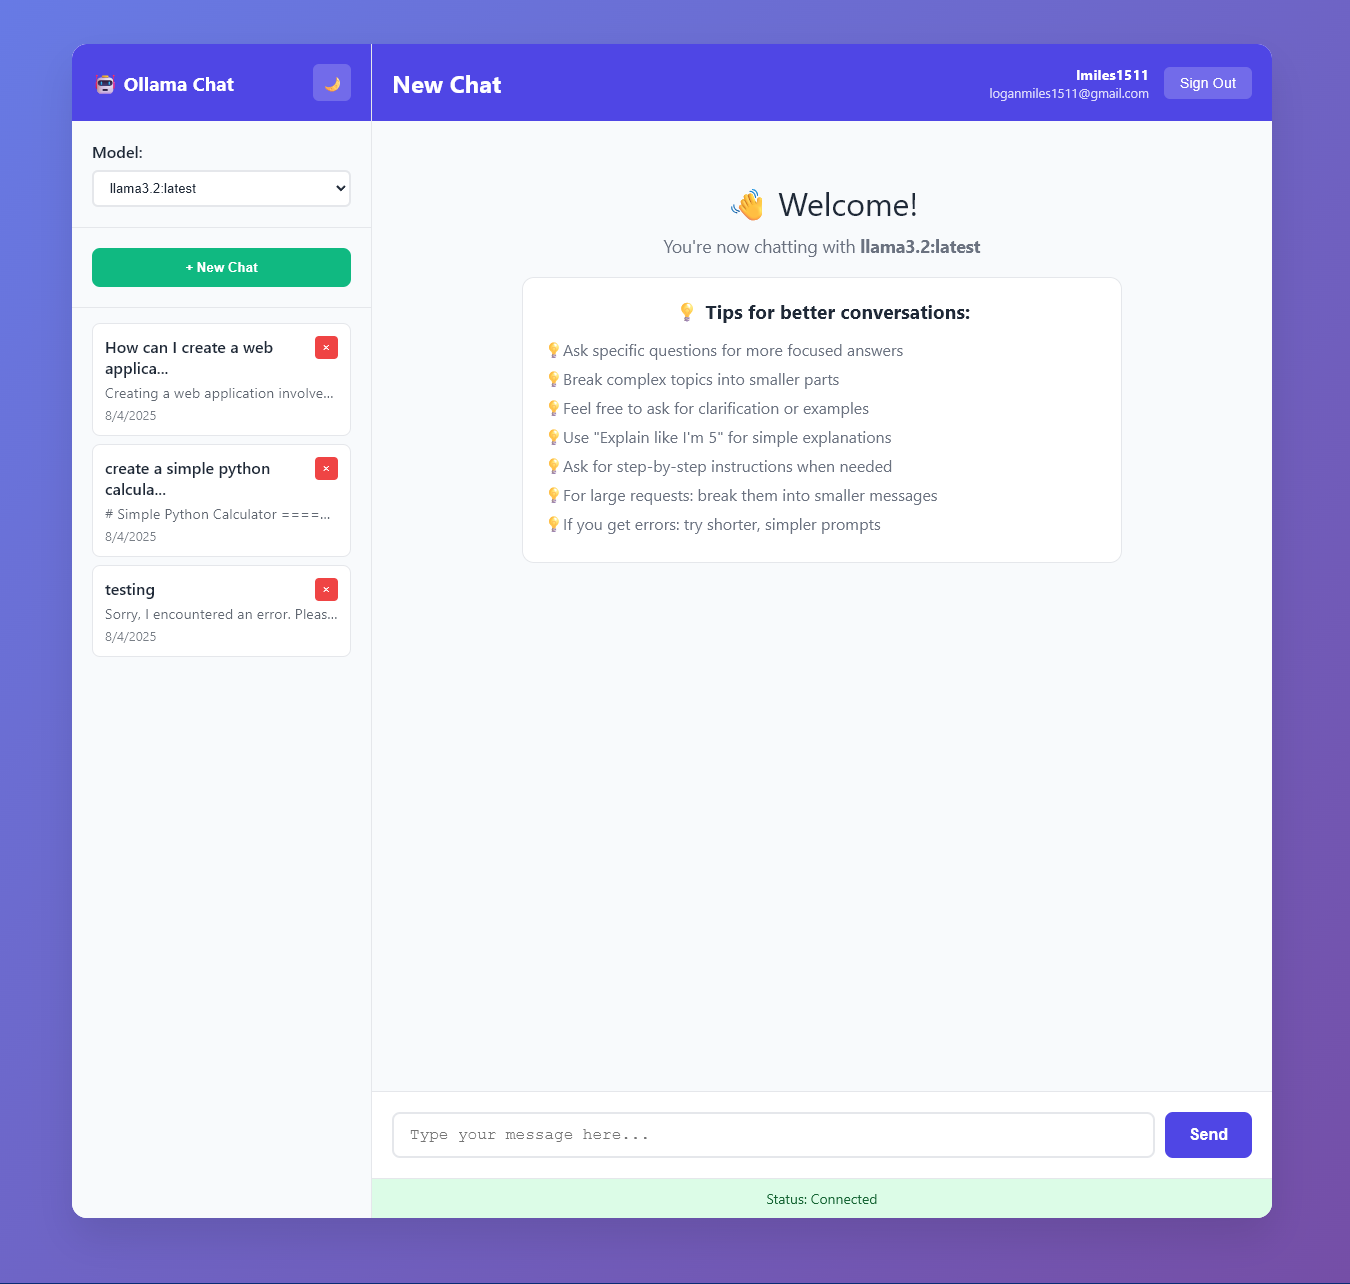 Ollama Chat
New Chat
lmiles1511
loganmiles1511@gmail.com
Sign Out
Model:
llama3.2:latest
+ New Chat
How can I create a web
applica...
×
Creating a web application involve...
8/4/2025
create a simple python
calcula...
×
# Simple Python Calculator ====...
8/4/2025
testing
×
Sorry, I encountered an error. Pleas...
8/4/2025
Welcome!
You're now chatting with llama3.2:latest
Tips for better conversations:
Ask specific questions for more focused answers
Break complex topics into smaller parts
Feel free to ask for clarification or examples
Use "Explain like I'm 5" for simple explanations
Ask for step-by-step instructions when needed
For large requests: break them into smaller messages
If you get errors: try shorter, simpler prompts
Type your message here...
Send
Status: Connected